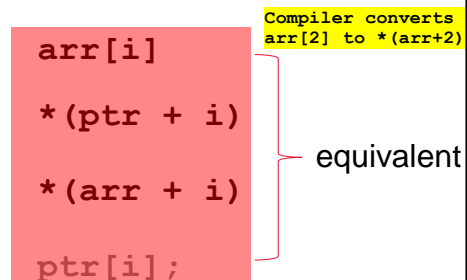 Compiler converts
arr[2] to *(arr+2)
arr[i]
*(ptr + i)
equivalent
*(arr + i)
ptr[i];